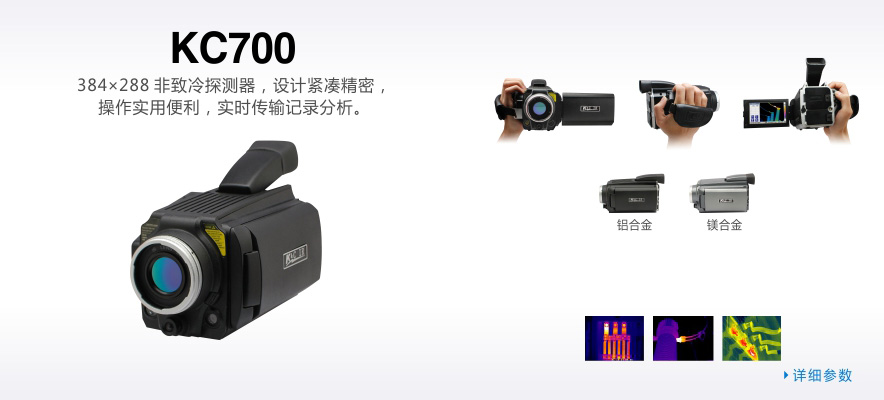 KC700
384×288 非致冷探测器，设计紧凑精密，
操作实用便利，实时传输记录分析。
铝合金
镁合金
详细参数